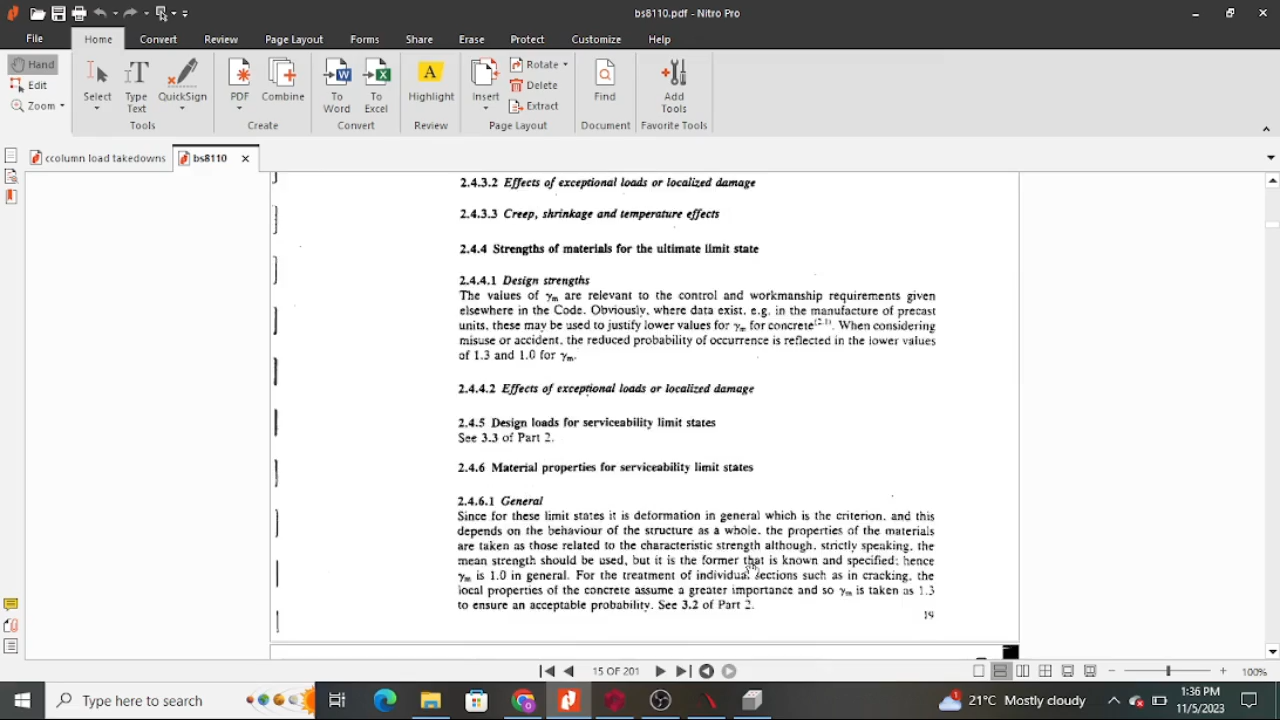 bs8110.pdf - Nitro Pro
File Home Convert Review Page Layout Forms Share Erase Protect Customize Help
Hand
Edit
Zoom
Select
Type Text
QuickSign
Tools
PDF
Combine
Create
To Word
To Excel
Convert
Highlight
Review
Insert
Rotate
Delete
Extract
Page Layout
Find
Document
Add Tools
Favorite Tools
ccolumn load takedowns
bs8110
2.4.3.2 Effects of exceptional loads or localized damage
2.4.3.3 Creep, shrinkage and temperature effects
2.4.4 Strengths of materials for the ultimate limit state
2.4.4.1 Design strengths
The values of γm are relevant to the control and workmanship requirements given
elsewhere in the Code. Obviously, where data exist, e.g. in the manufacture of precast
units, these may be used to justify lower values for γm for concrete(2.1). When considering
misuse or accident, the reduced probability of occurrence is reflected in the lower values
of 1.3 and 1.0 for γm.
2.4.4.2 Effects of exceptional loads or localized damage
2.4.5 Design loads for serviceability limit states
See 3.3 of Part 2.
2.4.6 Material properties for serviceability limit states
2.4.6.1 General
Since for these limit states it is deformation in general which is the criterion, and this
depends on the behaviour of the structure as a whole, the properties of the materials
are taken as those related to the characteristic strength although, strictly speaking, the
mean strength should be used, but it is the former that is known and specified; hence
γm is 1.0 in general. For the treatment of individual sections such as in cracking, the
local properties of the concrete assume a greater importance and so γm is taken as 1.3
to ensure an acceptable probability. See 3.2 of Part 2.
19
15 OF 201
100%
Type here to search
1
21°C Mostly cloudy
1:36 PM
11/5/2023